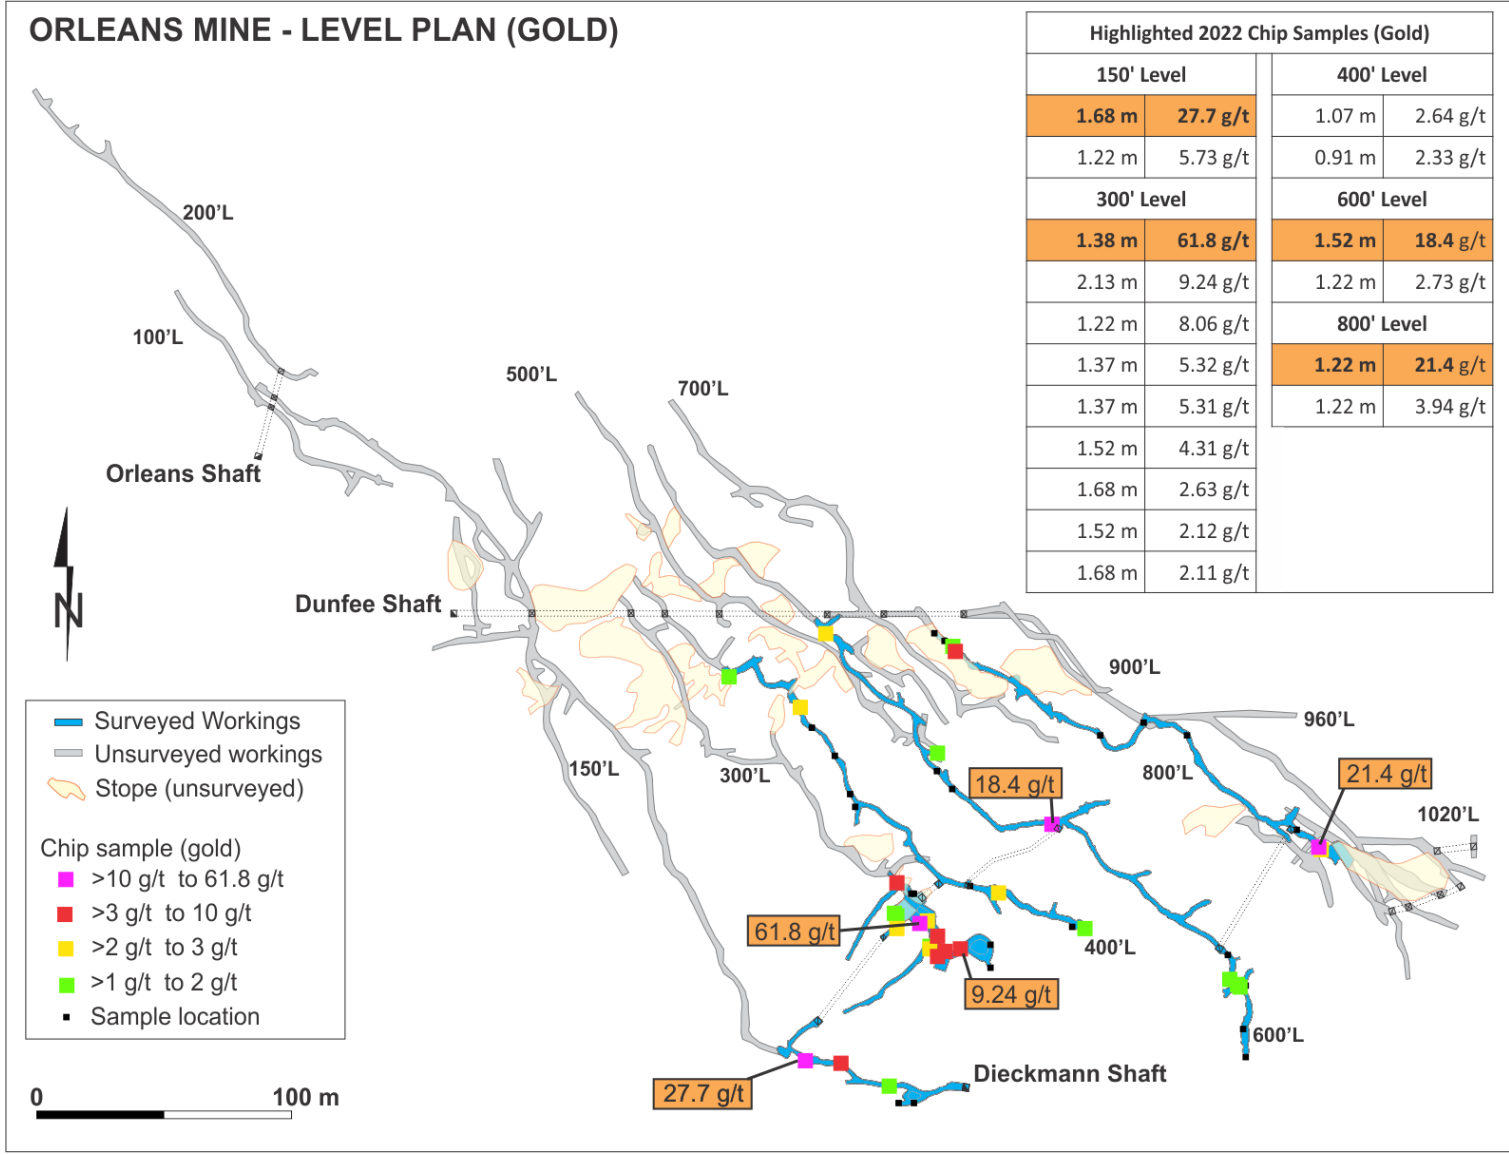 ORLEANS MINE - LEVEL PLAN (GOLD)
Highlighted 2022 Chip Samples (Gold)
150' Level
1.68 m 27.7 g/t
1.22 m 5.73 g/t
300' Level
1.38 m 61.8 g/t
2.13 m 9.24 g/t
1.22 m 8.06 g/t
1.37 m 5.32 g/t
1.37 m 5.31 g/t
1.52 m 4.31 g/t
1.68 m 2.63 g/t
1.52 m 2.12 g/t
1.68 m 2.11 g/t
400' Level
1.07 m 2.64 g/t
0.91 m 2.33 g/t
600' Level
1.52 m 18.4 g/t
1.22 m 2.73 g/t
800' Level
1.22 m 21.4 g/t
1.22 m 3.94 g/t
200'L
100'L
500'L
700'L
Orleans Shaft
N
Dunfee Shaft
900'L
960'L
150'L
300'L
800'L
18.4 g/t
21.4 g/t
1020'L
61.8 g/t
400'L
9.24 g/t
600'L
Dieckmann Shaft
27.7 g/t
Surveyed Workings
Unsurveyed workings
Stope (unsurveyed)
Chip sample (gold)
>10 g/t to 61.8 g/t
>3 g/t to 10 g/t
>2 g/t to 3 g/t
>1 g/t to 2 g/t
Sample location
0 100 m